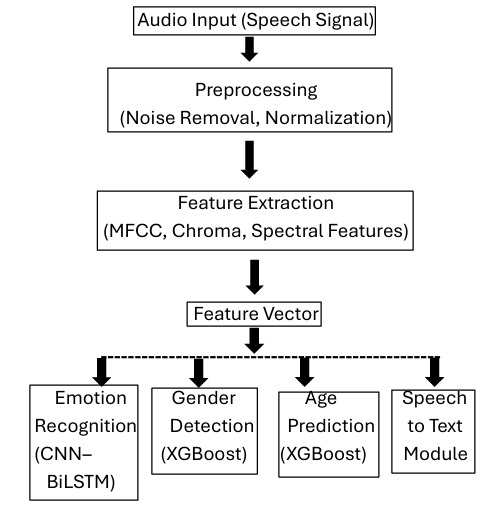 Audio Input (Speech Signal)
Preprocessing
(Noise Removal, Normalization)
Feature Extraction
(MFCC, Chroma, Spectral Features)
Feature Vector
Emotion
Recognition
(CNN–
BiLSTM)
Gender
Detection
(XGBoost)
Age
Prediction
(XGBoost)
Speech
to Text
Module